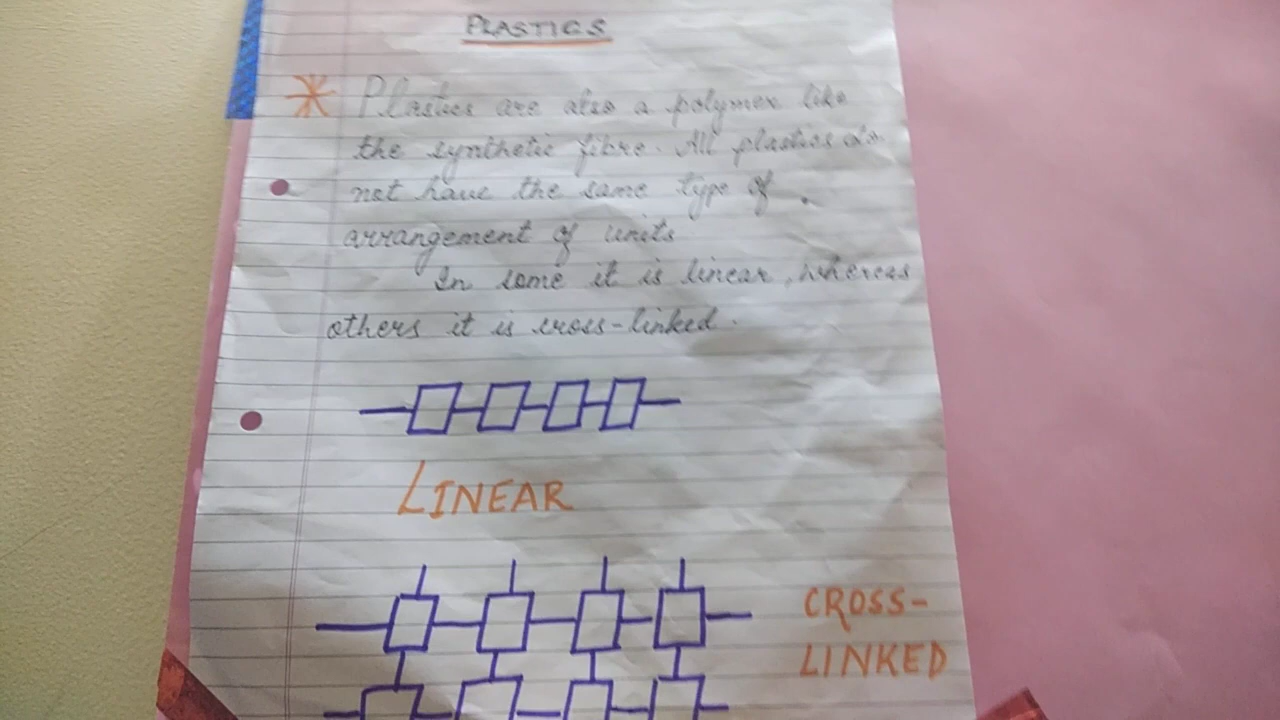 PLASTICS
Plastics are also a polymer like
the synthetic fibre. All plastics do
not have the same type of
arrangement of units.
In some it is linear, whereas
others it is cross-linked.
LINEAR
CROSS-
LINKED